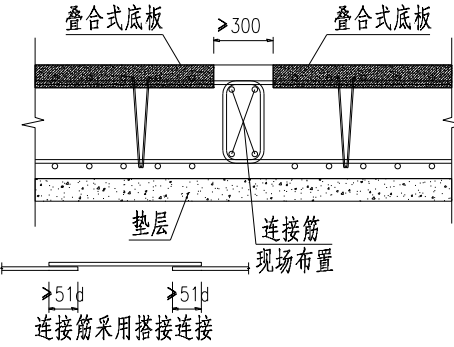 叠合式底板 ≥300 叠合式底板
垫层
连接筋
现场布置
≥51d ≥51d
连接筋采用搭接连接